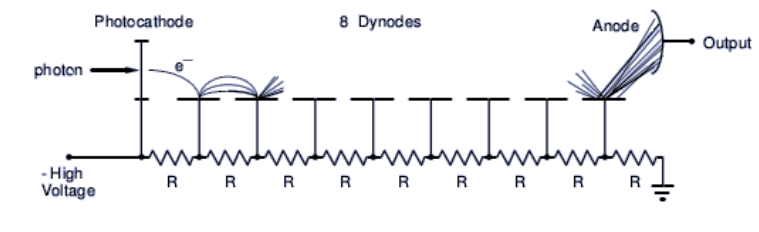 Photocathode
8 Dynodes
Anode
Output
photon
e⁻
- High
Voltage
R R R R R R R R R